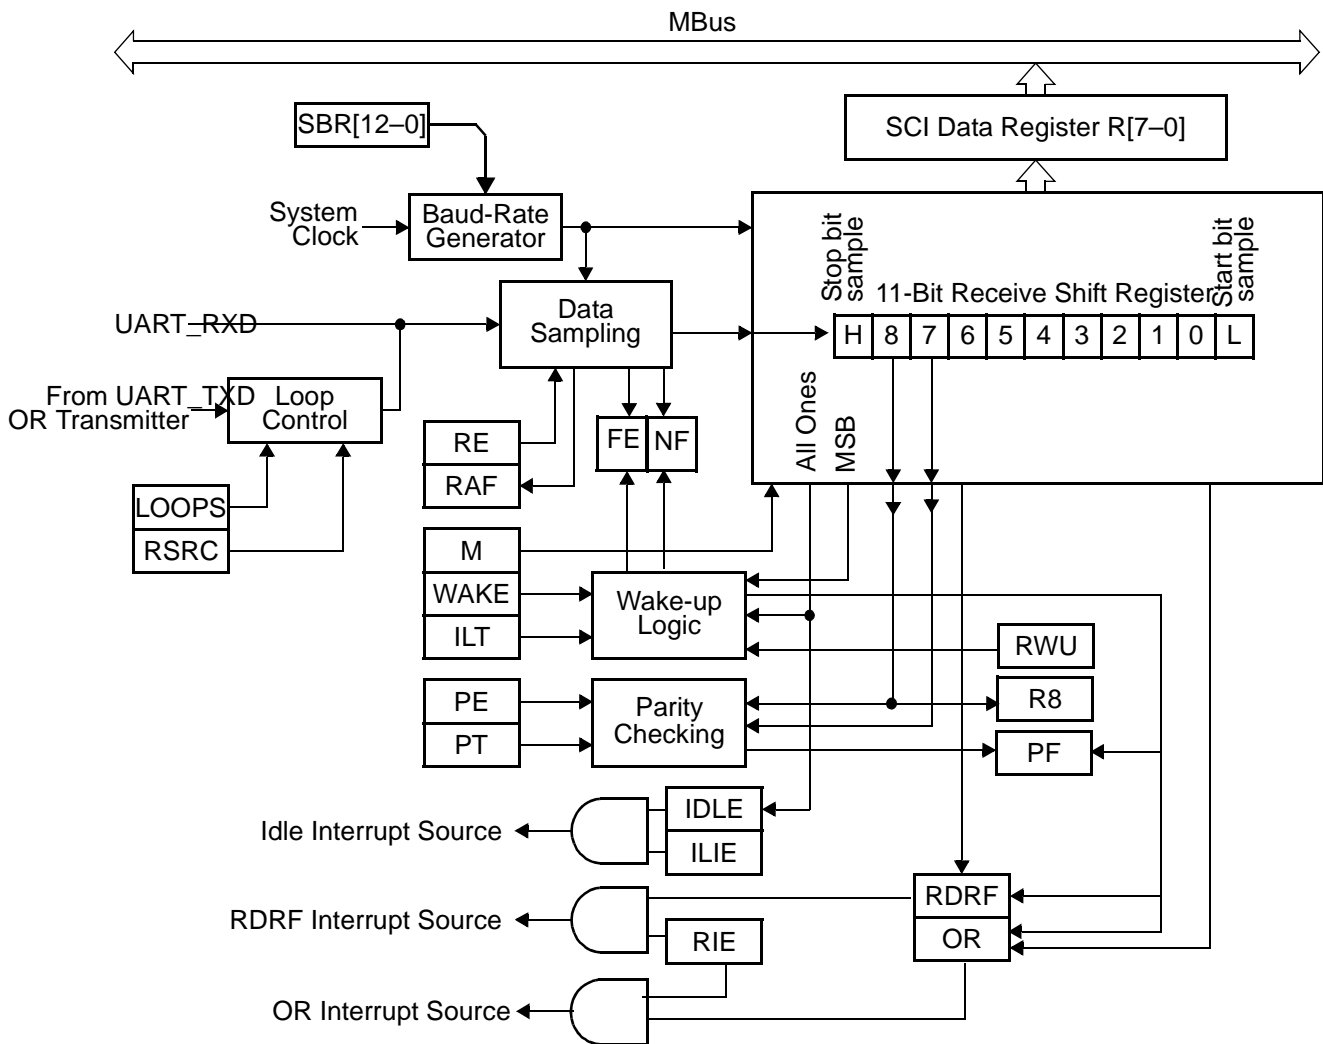 MBus
SBR[12–0]
SCI Data Register R[7–0]
System
Clock
Baud-Rate
Generator
Stop bit
sample
Start bit
sample
11-Bit Receive Shift Register
H 8 7 6 5 4 3 2 1 0 L
UART_RXD
Data
Sampling
From UART_TXD
OR Transmitter
Loop
Control
All Ones
MSB
RE
RAF
FE NF
LOOPS
RSRC
M
WAKE
ILT
Wake-up
Logic
RWU
PE
PT
Parity
Checking
R8
PF
IDLE
ILIE
Idle Interrupt Source
RDRF
OR
RDRF Interrupt Source
RIE
OR Interrupt Source